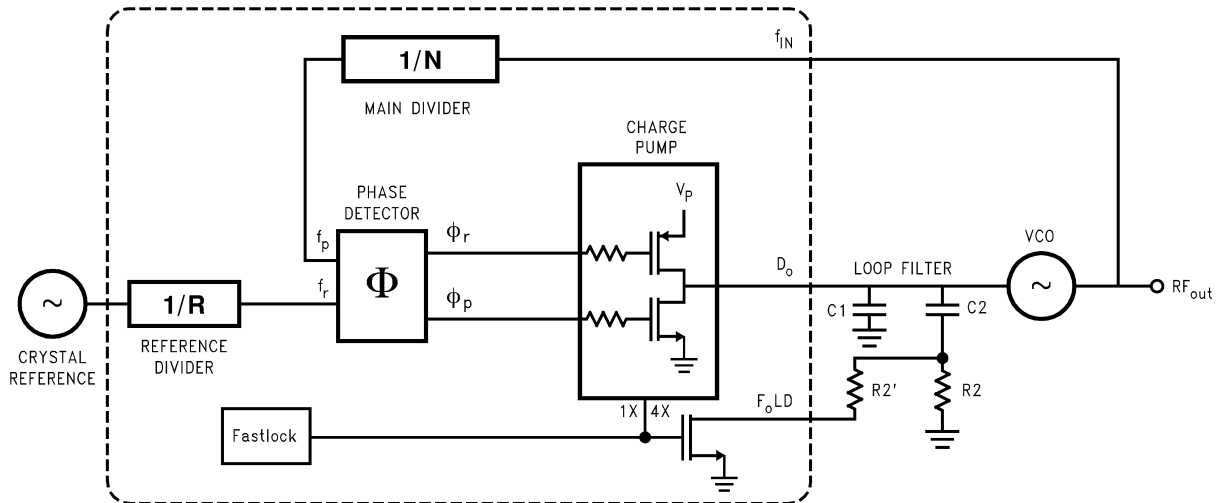 f_IN
1/N
MAIN DIVIDER
CHARGE
PUMP
V_P
PHASE
DETECTOR
f_p
ϕ_r
D_o
LOOP FILTER
VCO
~
1/R
f_r
Φ
ϕ_p
C1
C2
~
RF_out
REFERENCE
DIVIDER
CRYSTAL
REFERENCE
R2'
R2
1X 4X
F_oLD
Fastlock